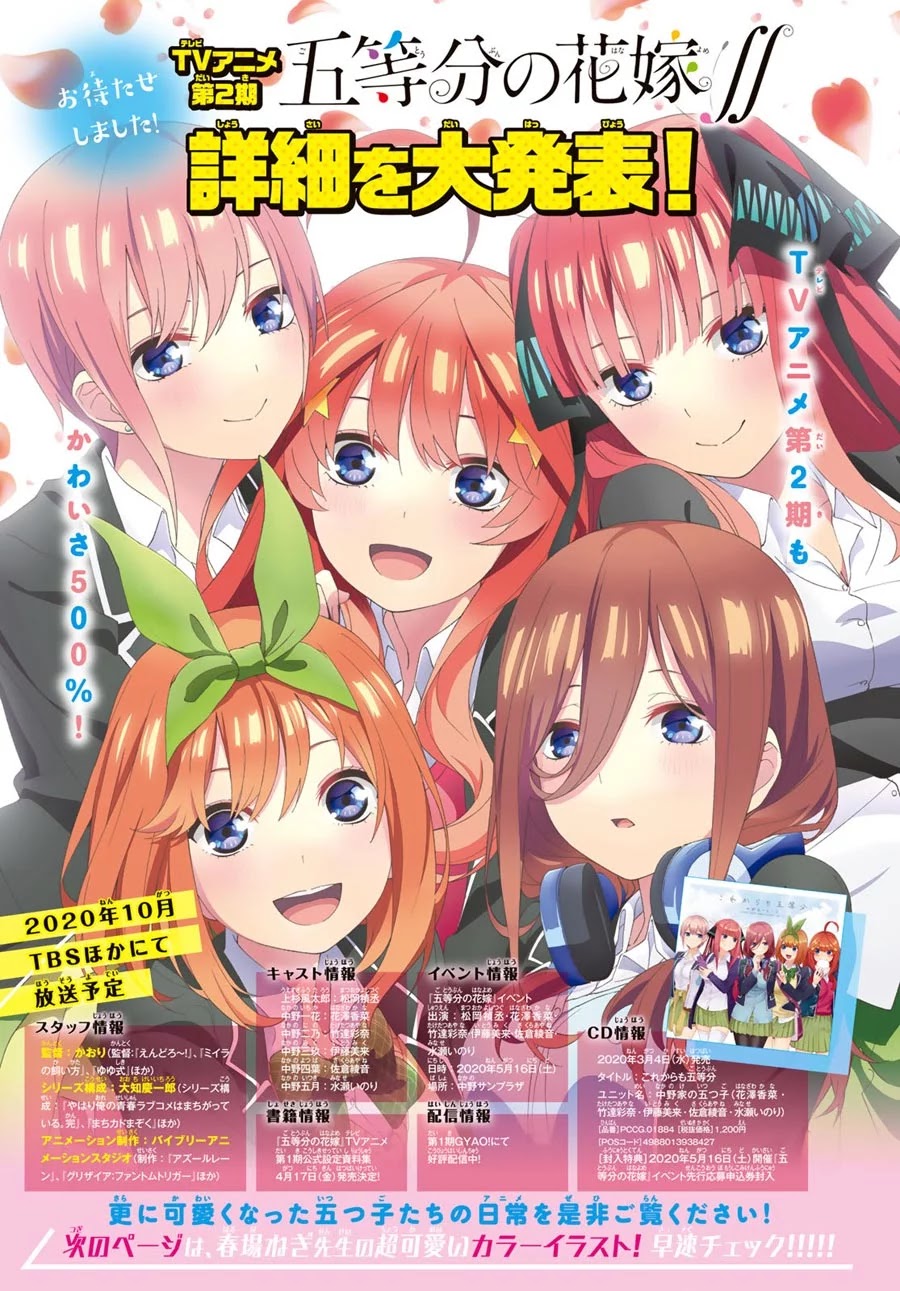 お待たせ
しました!
TVアニメ
第2期
五等分の花嫁∬
詳細を大発表!
TVアニメ第2期も
かわいさ500%!
2020年10月
TBSほかにて
放送予定
スタッフ情報
監督:かおり(監督:『えんどろ~!』、『ミイラ
の飼い方』、『ゆゆ式』ほか)
シリーズ構成:大知慶一郎(シリーズ構
成:『やはり俺の青春ラブコメはまちがって
いる。完』、『まちカドまぞく』ほか)
アニメーション制作:バイブリーアニ
メーションスタジオ(制作:『アズールレー
ン』、『グリザイア:ファントムトリガー』ほか)
キャスト情報
上杉風太郎:松岡禎丞
中野一花:花澤香菜
中野二乃:竹達彩奈
中野三玖:伊藤美来
中野四葉:佐倉綾音
中野五月:水瀬いのり
書籍情報
『五等分の花嫁』TVアニメ
第1期公式設定資料集
4月17日(金)発売決定!
イベント情報
『五等分の花嫁』イベント
出演:松岡禎丞・花澤香菜・
竹達彩奈・伊藤美来・佐倉綾音・
水瀬いのり
日時:2020年5月16日(土)
場所:中野サンプラザ
配信情報
第1期GYAO!にて
好評配信中!
CD情報
2020年3月4日(水)発売
タイトル:これからも五等分
ユニット名:中野家の五つ子(花澤香菜・
竹達彩奈・伊藤美来・佐倉綾音・水瀬いのり)
[品番]PCCG.01884 [税抜価格]1,200円
[POSコード]4988013938427
[封入特典]2020年5月16日(土)開催『五
等分の花嫁』イベント先行応募申込券封入
更に可愛くなった五つ子たちの日常を是非ご覧ください!
次のページは、春場ねぎ先生の超可愛いカラーイラスト! 早速チェック!!!!!